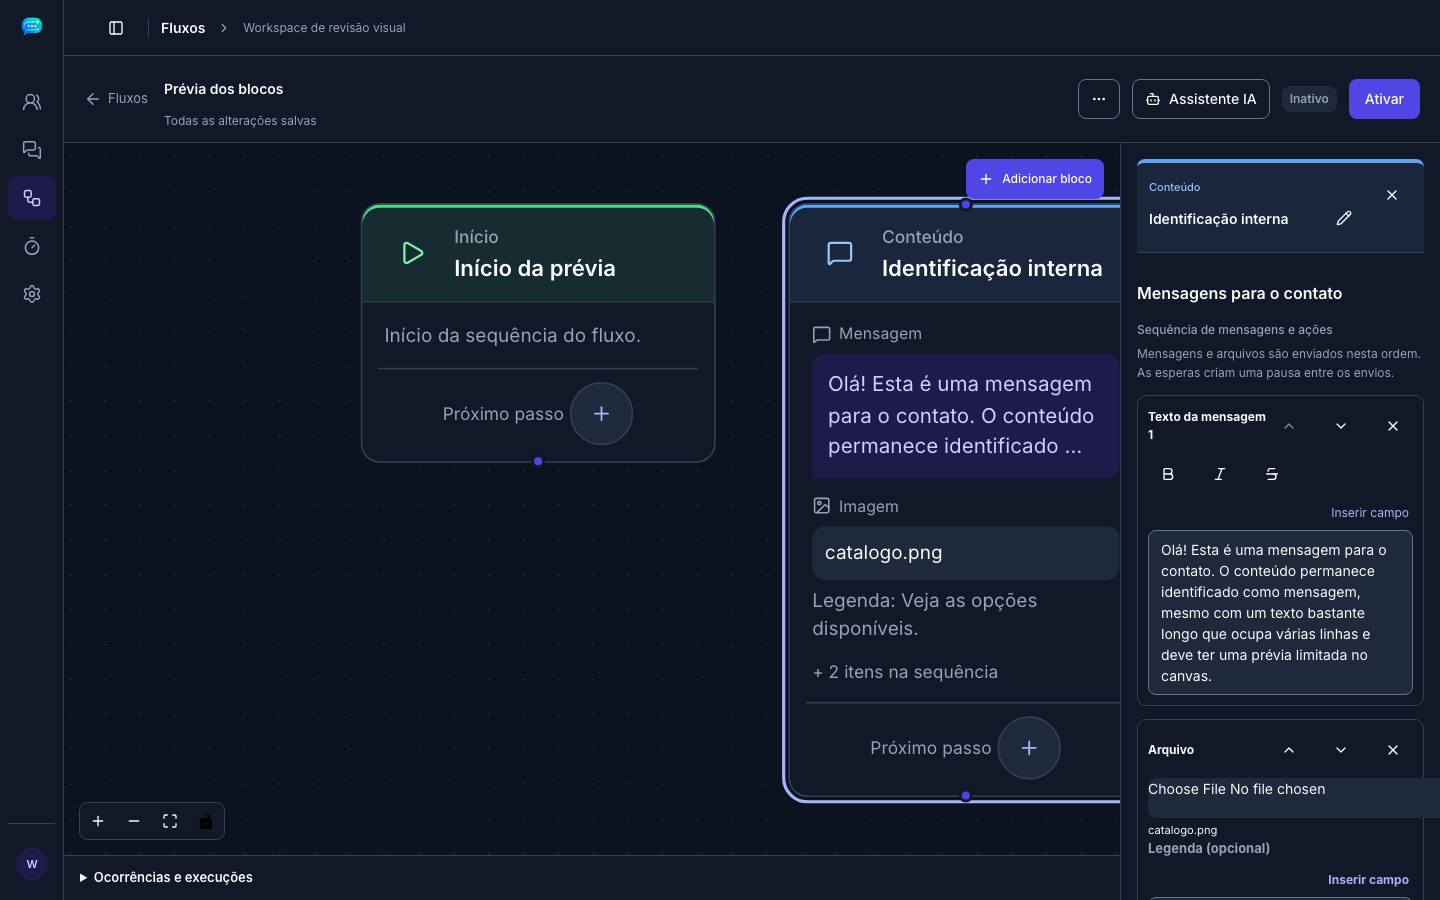 Fluxos
Workspace de revisão visual
Fluxos
Prévia dos blocos
Todas as alterações salvas
Assistente IA
Inativo
Ativar
Adicionar bloco
Início
Início da prévia
Início da sequência do fluxo.
Próximo passo
Conteúdo
Identificação interna
Mensagem
Olá! Esta é uma mensagem
para o contato. O conteúdo
permanece identificado ...
Imagem
catalogo.png
Legenda: Veja as opções
disponíveis.
+ 2 itens na sequência
Próximo passo
Conteúdo
Identificação interna
Mensagens para o contato
Sequência de mensagens e ações
Mensagens e arquivos são enviados nesta ordem.
As esperas criam uma pausa entre os envios.
Texto da mensagem
1
B I S
Inserir campo
Olá! Esta é uma mensagem para o
contato. O conteúdo permanece
identificado como mensagem,
mesmo com um texto bastante
longo que ocupa várias linhas e
deve ter uma prévia limitada no
canvas.
Arquivo
Choose File No file chosen
catalogo.png
Legenda (opcional)
Inserir campo
W
Ocorrências e execuções